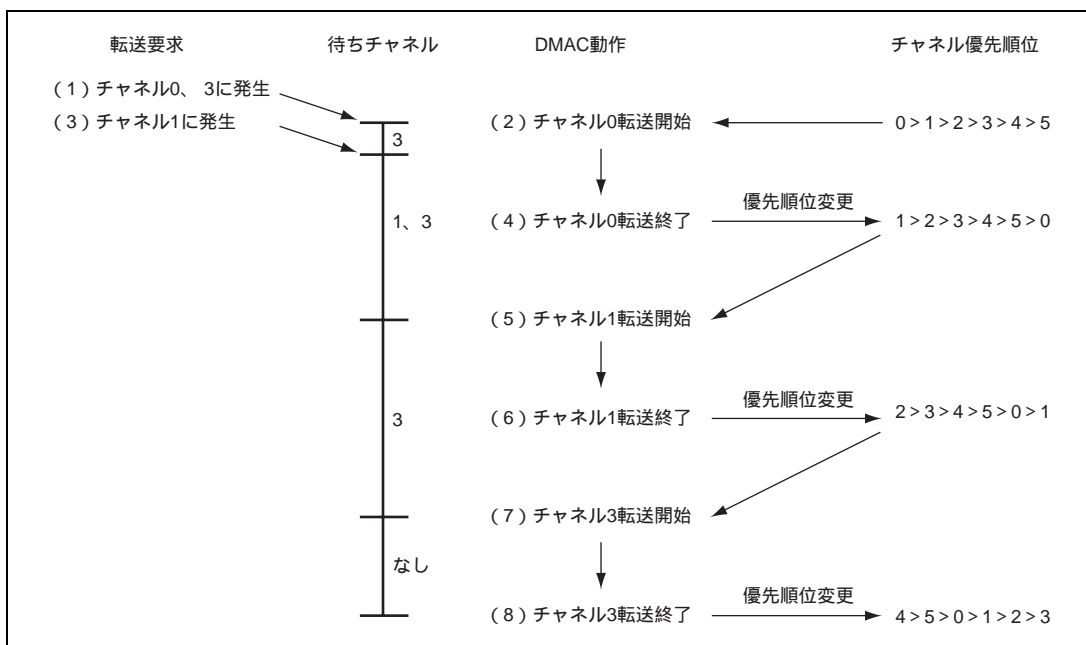 転送要求 待ちチャネル DMAC動作 チャネル優先順位
(1)チャネル0、3に発生
(3)チャネル1に発生
3
(2)チャネル0転送開始 0>1>2>3>4>5
1、3
(4)チャネル0転送終了 優先順位変更 1>2>3>4>5>0
(5)チャネル1転送開始
3
(6)チャネル1転送終了 優先順位変更 2>3>4>5>0>1
(7)チャネル3転送開始
なし
(8)チャネル3転送終了 優先順位変更 4>5>0>1>2>3